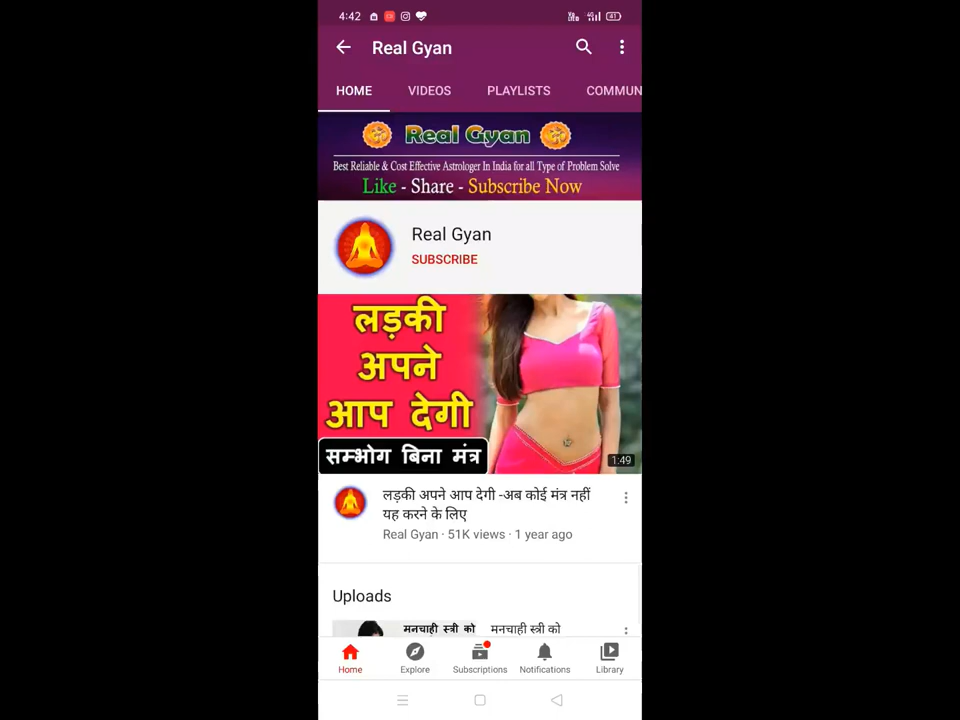 4:42
41
Real Gyan
HOME VIDEOS PLAYLISTS COMMUN
Real Gyan
Best Reliable & Cost Effective Astrologer In India for all Type of Problem Solve
Like - Share - Subscribe Now
Real Gyan
SUBSCRIBE
लड़की
अपने
आप देगी
सम्भोग बिना मंत्र
1:49
लड़की अपने आप देगी -अब कोई मंत्र नहीं
यह करने के लिए
Real Gyan · 51K views · 1 year ago
Uploads
मनचाही स्त्री को
मनचाही स्त्री को
Home Explore Subscriptions Notifications Library